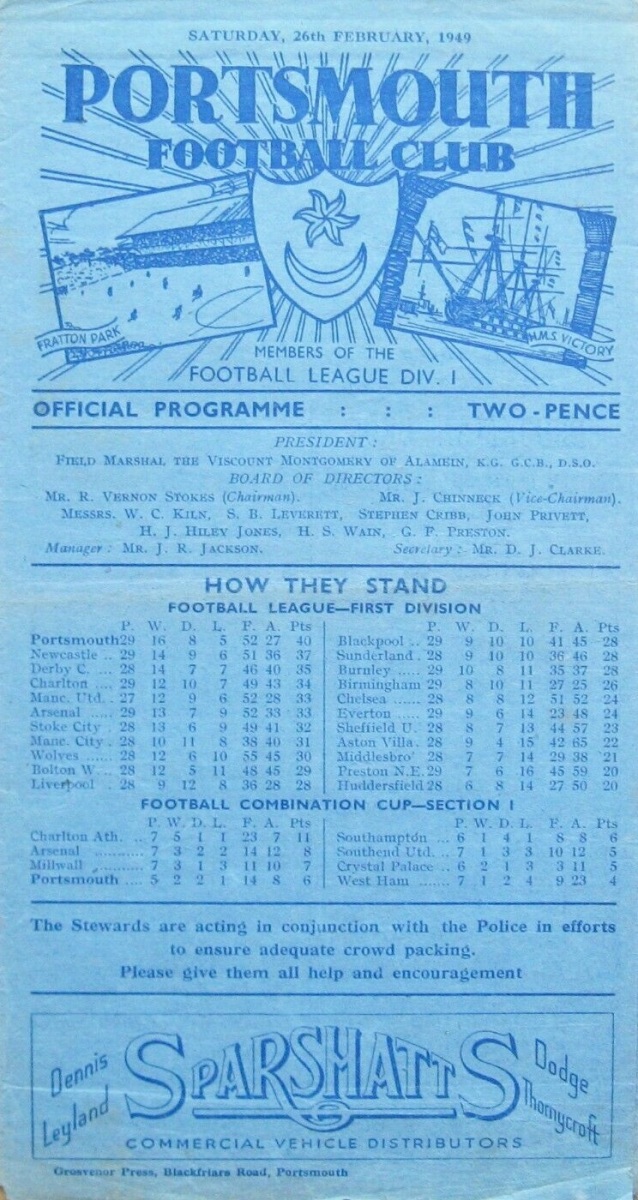 SATURDAY, 26th FEBRUARY, 1949
PORTSMOUTH
FOOTBALL CLUB
FRATTON PARK
H.M.S. VICTORY
MEMBERS OF THE
FOOTBALL LEAGUE DIV. I
OFFICIAL PROGRAMME : : : TWO-PENCE
PRESIDENT:
FIELD MARSHAL THE VISCOUNT MONTGOMERY OF ALAMEIN, K.G. G.C.B., D.S.O.
BOARD OF DIRECTORS:
MR. R. VERNON STOKES (Chairman). MR. J. CHINNECK (Vice-Chairman).
MESSRS. W. C. KILN, S. B. LEVERETT, STEPHEN CRIBB, JOHN PRIVETT,
H. J. HILEY JONES, H. S. WAIN, G. F. PRESTON.
Manager: MR. J. R. JACKSON. Secretary: MR. D. J. CLARKE.
HOW THEY STAND
FOOTBALL LEAGUE—FIRST DIVISION
P. W. D. L. F. A. Pts
Portsmouth 29 16 8 5 52 27 40
Newcastle .. 29 14 9 6 51 36 37
Derby C. .... 28 14 7 7 46 40 35
Charlton .... 29 12 10 7 49 43 34
Manc. Utd. . 27 12 9 6 52 28 33
Arsenal ..... 29 13 7 9 52 33 33
Stoke City . 28 13 6 9 49 41 32
Manc. City . 28 10 11 8 38 40 31
Wolves ...... 28 12 6 10 55 45 30
Bolton W... 28 12 5 11 48 45 29
Liverpool . 28 9 12 8 36 28 28
P. W. D. L. F. A. Pts
Blackpool .. 29 9 10 10 41 45 28
Sunderland . 28 9 10 10 36 46 28
Burnley ..... 29 10 8 11 35 37 28
Birmingham 29 8 10 11 27 25 26
Chelsea ...... 28 8 8 12 51 52 24
Everton ..... 29 9 6 14 23 48 24
Sheffield U. 28 8 7 13 44 57 23
Aston Villa. 28 9 4 15 42 65 22
Middlesbro' 28 7 7 14 29 38 21
Preston N.E. 29 7 6 16 45 59 20
Huddersfield 28 6 8 14 27 50 20
FOOTBALL COMBINATION CUP—SECTION I
P. W. D. L. F. A. Pts
Charlton Ath. .. 7 5 1 1 23 7 11
Arsenal ........... 7 3 2 2 14 12 8
Millwall .......... 7 3 1 3 11 10 7
Portsmouth .... 5 2 2 1 14 8 6
P. W. D. L. F. A. Pts
Southampton ... 6 1 4 1 8 8 6
Southend Utd. .. 7 1 3 3 10 12 5
Crystal Palace .. 6 2 1 3 3 11 5
West Ham ....... 7 1 2 4 9 23 4
The Stewards are acting in conjunction with the Police in efforts
to ensure adequate crowd packing.
Please give them all help and encouragement
Dennis
Leyland
SPARSHATTS
Dodge
Thornycroft
COMMERCIAL VEHICLE DISTRIBUTORS
Grosvenor Press, Blackfriars Road, Portsmouth